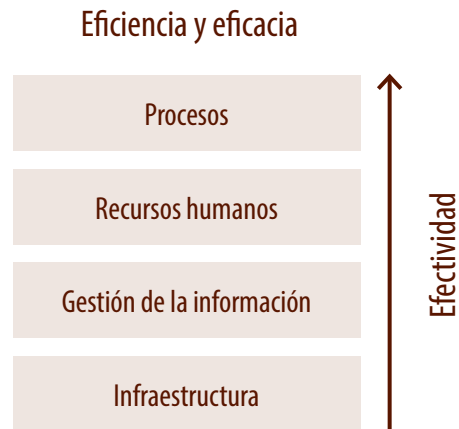 Eficiencia y eficacia
Procesos
Recursos humanos
Gestión de la información
Infraestructura
Efectividad